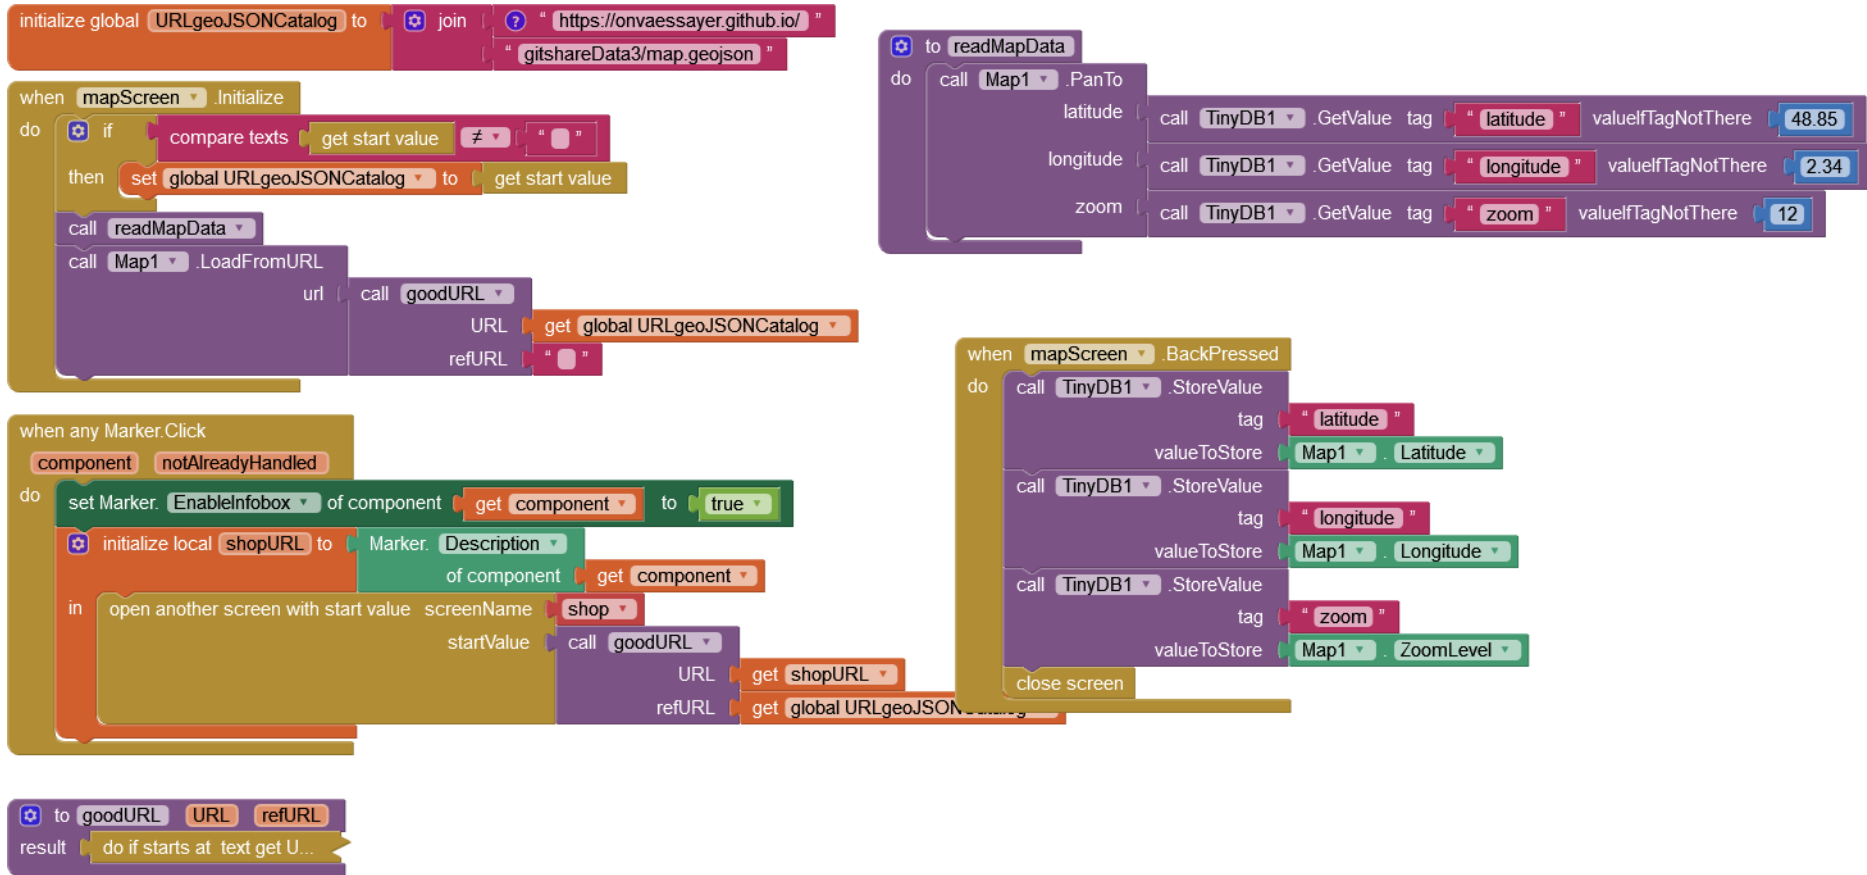 initialize global URLgeoJSONCatalog to join ? “ https://onvaessayer.github.io/ ”
“ gitshareData3/map.geojson ”
when mapScreen .Initialize
do if compare texts get start value ≠ “ ”
then set global URLgeoJSONCatalog to get start value
call readMapData
call Map1 .LoadFromURL
url call goodURL
URL get global URLgeoJSONCatalog
refURL “ ”
when any Marker.Click
component notAlreadyHandled
do set Marker. EnableInfobox of component get component to true
initialize local shopURL to Marker. Description
of component get component
in open another screen with start value screenName shop
startValue call goodURL
URL get shopURL
refURL get global URLgeoJSONCatalog
to goodURL URL refURL
result do if starts at text get U...
to readMapData
do call Map1 .PanTo
latitude call TinyDB1 .GetValue tag “ latitude ” valueIfTagNotThere 48.85
longitude call TinyDB1 .GetValue tag “ longitude ” valueIfTagNotThere 2.34
zoom call TinyDB1 .GetValue tag “ zoom ” valueIfTagNotThere 12
when mapScreen .BackPressed
do call TinyDB1 .StoreValue
tag “ latitude ”
valueToStore Map1 . Latitude
call TinyDB1 .StoreValue
tag “ longitude ”
valueToStore Map1 . Longitude
call TinyDB1 .StoreValue
tag “ zoom ”
valueToStore Map1 . ZoomLevel
close screen